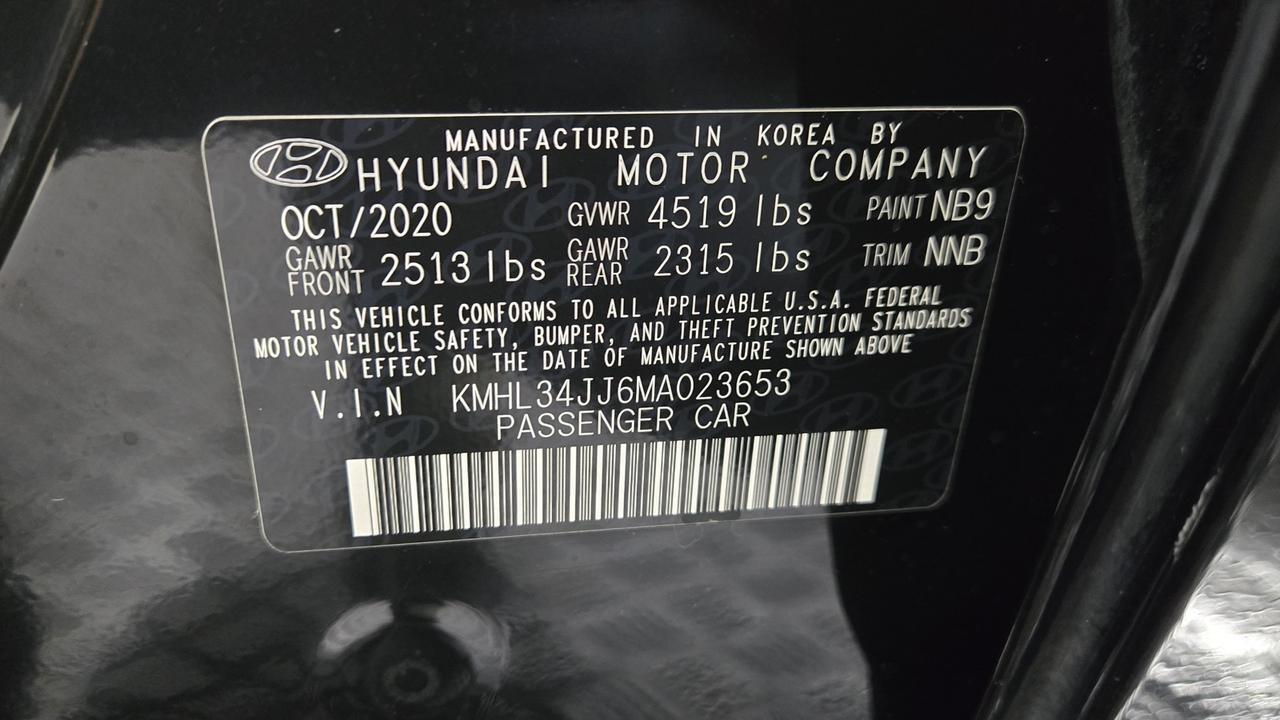 MANUFACTURED IN KOREA BY
HYUNDAI MOTOR COMPANY
OCT/2020 GVWR 4519 lbs PAINT NB9
GAWR FRONT 2513 lbs GAWR REAR 2315 lbs TRIM NNB
THIS VEHICLE CONFORMS TO ALL APPLICABLE U.S.A. FEDERAL
MOTOR VEHICLE SAFETY, BUMPER, AND THEFT PREVENTION STANDARDS
IN EFFECT ON THE DATE OF MANUFACTURE SHOWN ABOVE
V.I.N KMHL34JJ6MA023653
PASSENGER CAR